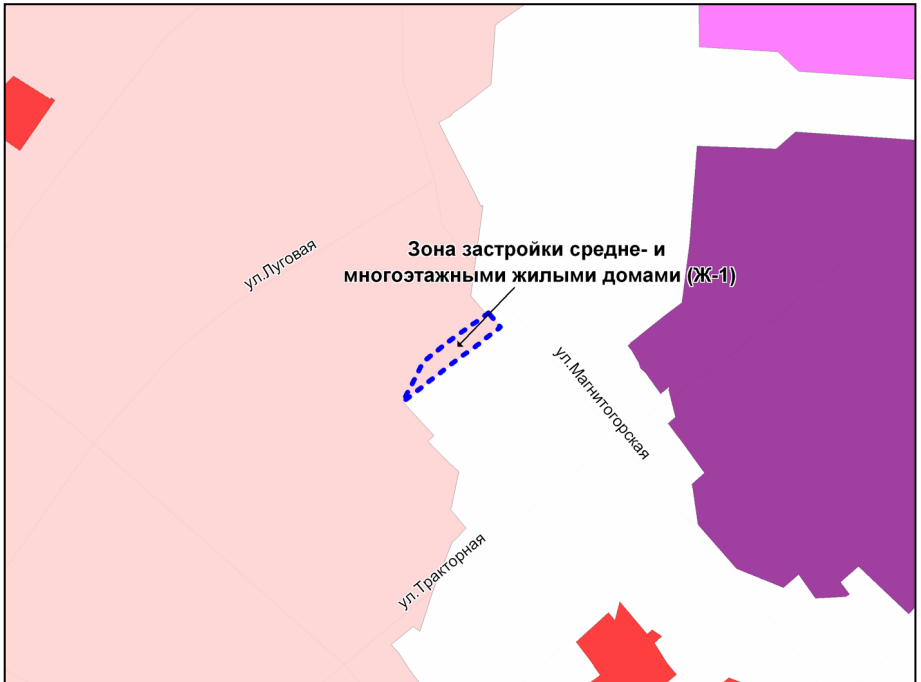 ул.Луговая
Зона застройки средне- и
многоэтажными жилыми домами (Ж-1)
ул.Магнитогорская
ул.Тракторная